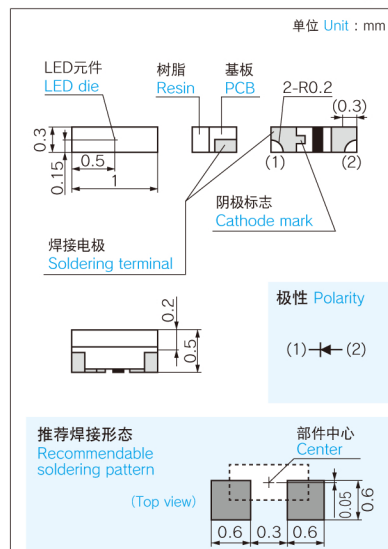 单位 Unit : mm
LED元件
LED die
树脂
Resin
基板
PCB
2-R0.2
(0.3)
0.3
0.15
0.5
1
(1)
(2)
阴极标志
Cathode mark
焊接电极
Soldering terminal
0.2
0.5
极性 Polarity
(1)
(2)
推荐焊接形态
Recommendable
soldering pattern
(Top view)
部件中心
Center
0.05
0.6
0.6
0.3
0.6